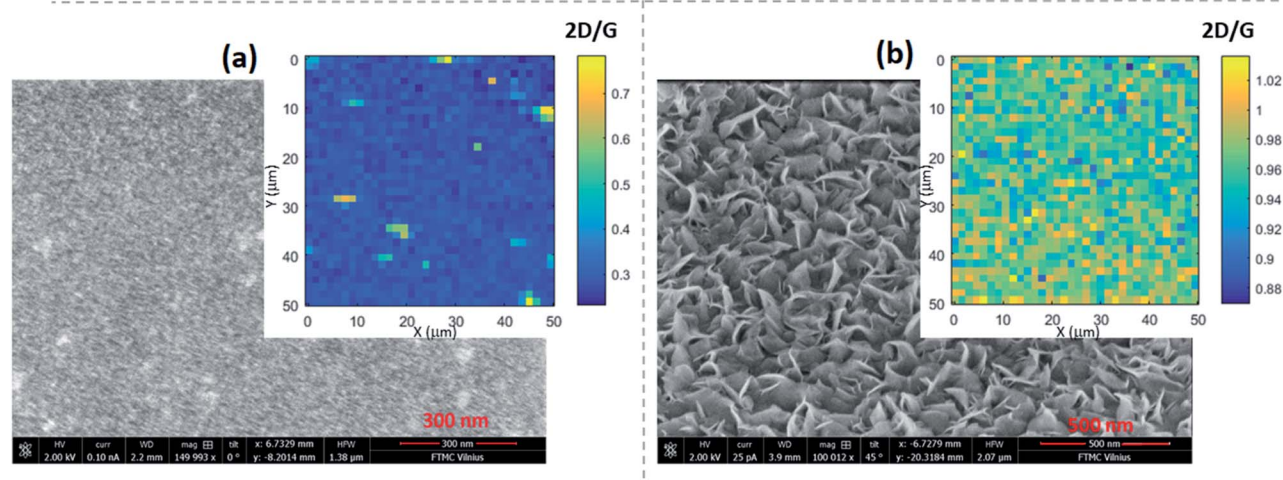 (a)
2D/G
0
10
20
30
40
50
Y (μm)
0 10 20 30 40 50
X (μm)
0.7
0.6
0.5
0.4
0.3
300 nm
HV curr WD mag tilt x: 6.7329 mm HFW 300 nm
2.00 kV 0.10 nA 2.2 mm 149 993 x 0 ° y: -8.2014 mm 1.38 μm FTMC Vilnius
(b)
2D/G
0
10
20
30
40
50
Y (μm)
0 10 20 30 40 50
X (μm)
1.02
1
0.98
0.96
0.94
0.92
0.9
0.88
500 nm
HV curr WD mag tilt x: -6.7279 mm HFW 500 nm
2.00 kV 25 pA 3.9 mm 100 012 x 45 ° y: -20.3184 mm 2.07 μm FTMC Vilnius